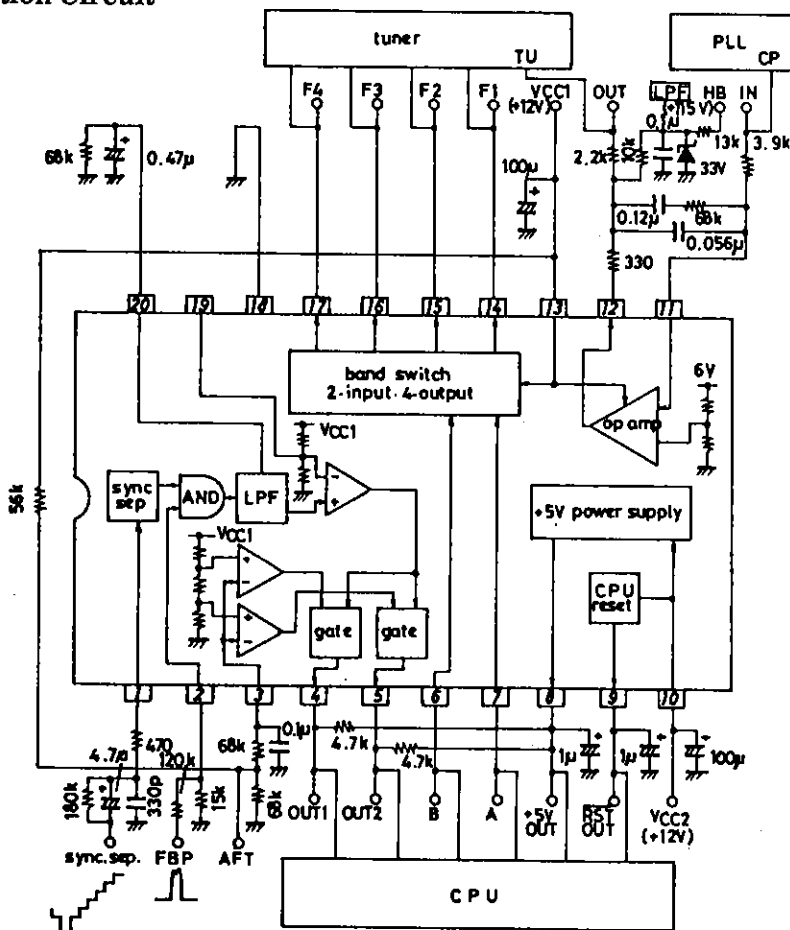 tion Circuit
tuner
TU
PLL
CP
F4 F3 F2 F1 VCC1 (+12V) OUT LPF (+15V) HB IN
68k 0.47μ
100μ
2.2k 10k 0.1μ 13k 33V 3.9k
0.12μ 68k
0.056μ
330
20 19 18 17 16 15 14 13 12 11
band switch
2-input 4-output
6V
op amp
VCC1
sync sep
AND
LPF
+5V power supply
56k
VCC1
CPU reset
gate
gate
1 2 3 4 5 6 7 8 9 10
470
4.7μ
120k
180k
330p
15k
68k
0.1μ
68k
4.7k
4.7k
1μ
1μ
100μ
sync.sep. FBP AFT OUT1 OUT2 B A +5V OUT RST OUT VCC2 (+12V)
CPU